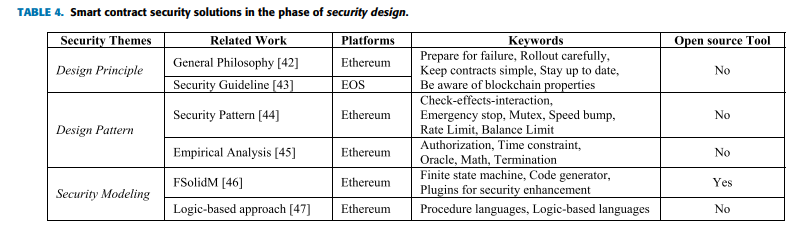 TABLE 4. Smart contract security solutions in the phase of security design.
Security Themes Related Work Platforms Keywords Open source Tool
Design Principle
General Philosophy [42] Ethereum
Security Guideline [43] EOS
Prepare for failure, Rollout carefully,
Keep contracts simple, Stay up to date,
Be aware of blockchain properties
No
Design Pattern
Security Pattern [44] Ethereum
Check-effects-interaction,
Emergency stop, Mutex, Speed bump,
Rate Limit, Balance Limit
No
Empirical Analysis [45] Ethereum
Authorization, Time constraint,
Oracle, Math, Termination
No
Security Modeling
FSolidM [46] Ethereum
Finite state machine, Code generator,
Plugins for security enhancement
Yes
Logic-based approach [47] Ethereum Procedure languages, Logic-based languages No